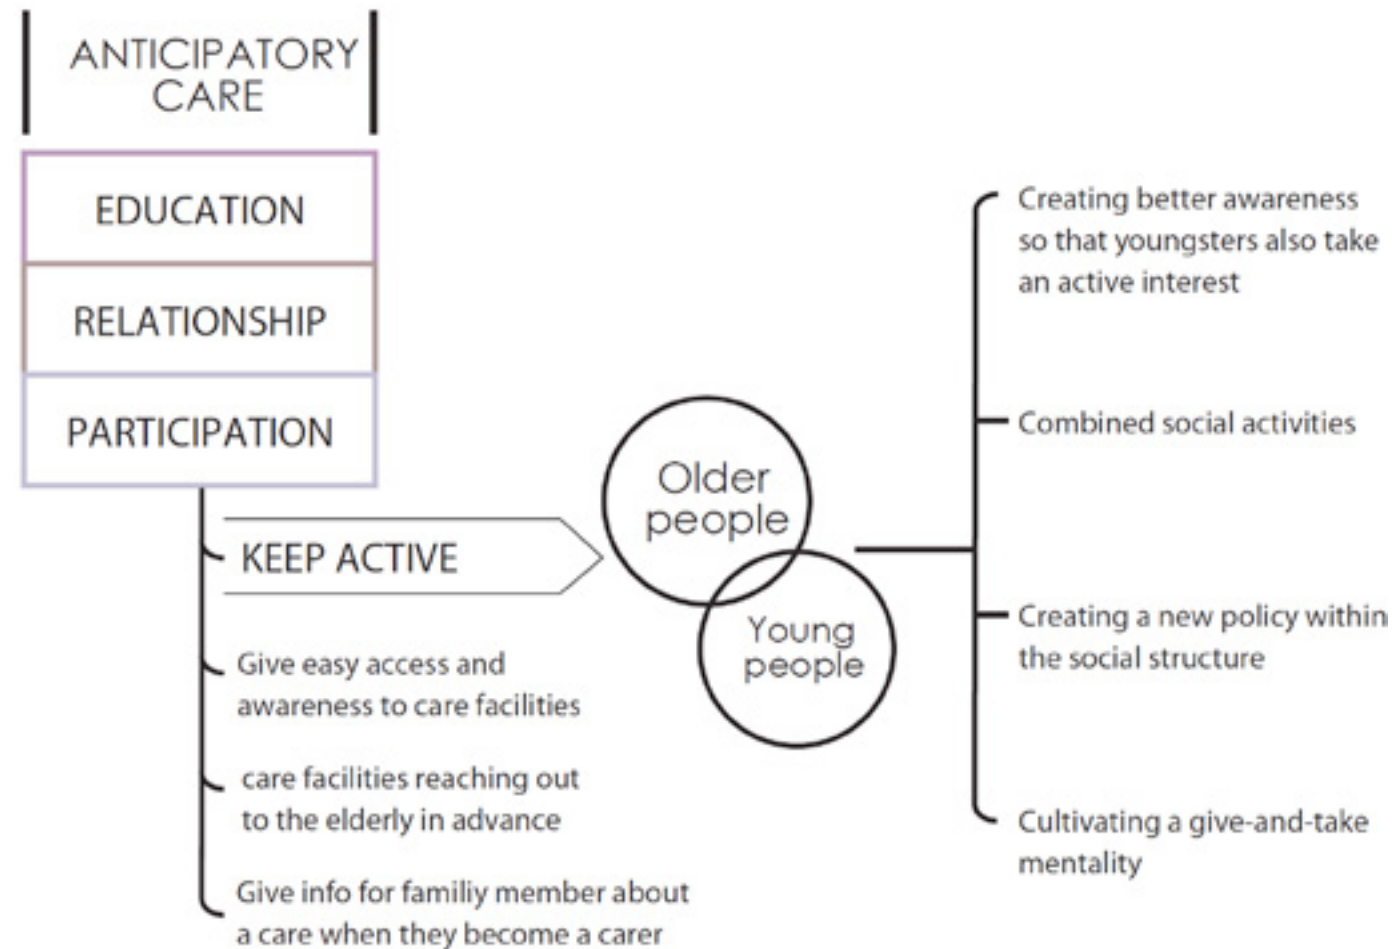 ANTICIPATORY
CARE
EDUCATION
RELATIONSHIP
PARTICIPATION
KEEP ACTIVE
Give easy access and
awareness to care facilities
care facilities reaching out
to the elderly in advance
Give info for familiy member about
a care when they become a carer
Older
people
Young
people
Creating better awareness
so that youngsters also take
an active interest
Combined social activities
Creating a new policy within
the social structure
Cultivating a give-and-take
mentality